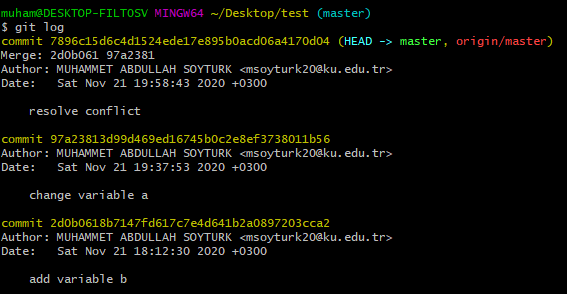 muham@DESKTOP-FILTOSV MINGW64 ~/Desktop/test (master)
$ git log
commit 7896c15d6c4d1524ede17e895b0acd06a4170d04 (HEAD -> master, origin/master)
Merge: 2d0b061 97a2381
Author: MUHAMMET ABDULLAH SOYTURK <msoyturk20@ku.edu.tr>
Date:   Sat Nov 21 19:58:43 2020 +0300
    resolve conflict
commit 97a23813d99d469ed16745b0c2e8ef3738011b56
Author: MUHAMMET ABDULLAH SOYTURK <msoyturk20@ku.edu.tr>
Date:   Sat Nov 21 19:37:53 2020 +0300
    change variable a
commit 2d0b0618b7147fd617c7e4d641b2a0897203cca2
Author: MUHAMMET ABDULLAH SOYTURK <msoyturk20@ku.edu.tr>
Date:   Sat Nov 21 18:12:30 2020 +0300
    add variable b